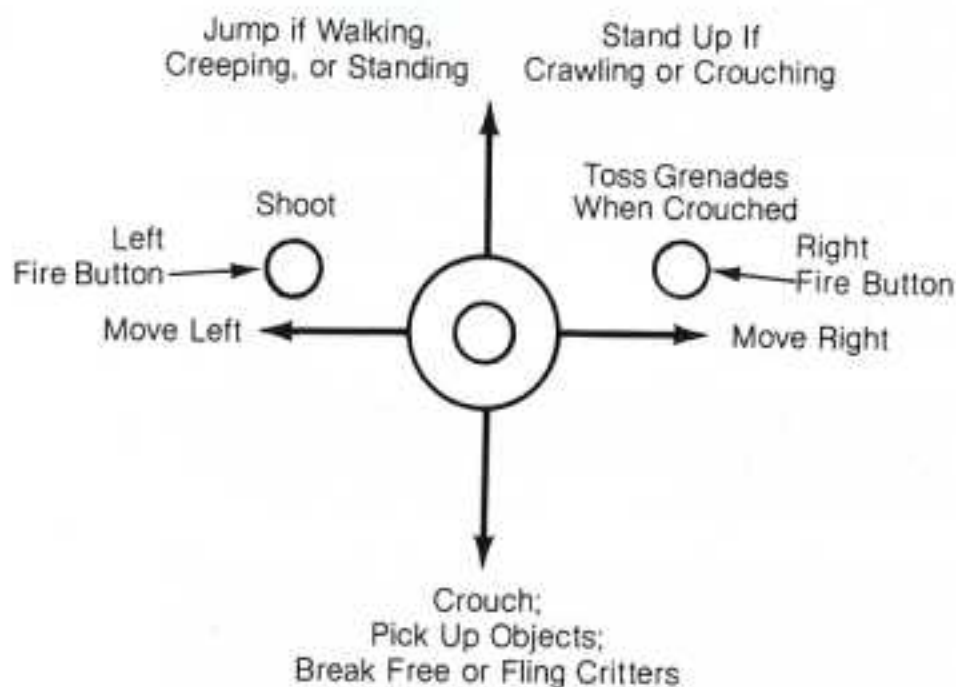 Jump if Walking,
Creeping, or Standing
Stand Up If
Crawling or Crouching
Shoot
Toss Grenades
When Crouched
Left
Fire Button
Right
Fire Button
Move Left
Move Right
Crouch;
Pick Up Objects;
Break Free or Fling Critters